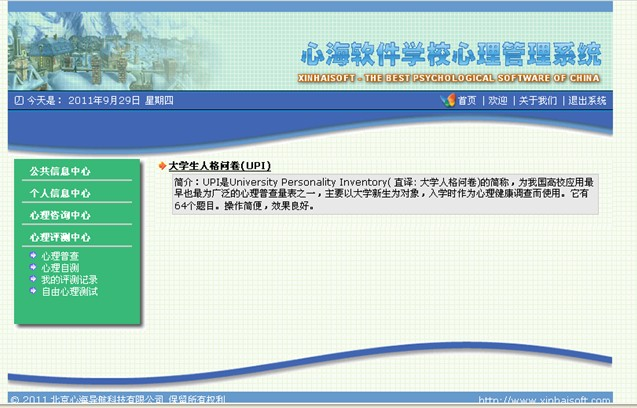 心海软件学校心理管理系统
XINHAISOFT - THE BEST PSYCHOLOGICAL SOFTWARE OF CHINA
今天是： 2011年9月29日 星期四
首页 | 欢迎 | 关于我们 | 退出系统
公共信息中心
个人信息中心
心理咨询中心
心理评测中心
心理普查
心理自测
我的评测记录
自由心理测试
大学生人格问卷(UPI)
简介：UPI是University Personality Inventory( 直译: 大学人格问卷)的简称，为我国高校应用最
早也最为广泛的心理普查量表之一，主要以大学新生为对象，入学时作为心理健康调查而使用。它有
64个题目。操作简便，效果良好。
© 2011 北京心海导航科技有限公司 保留所有权利
http://www.xinhaisoft.com